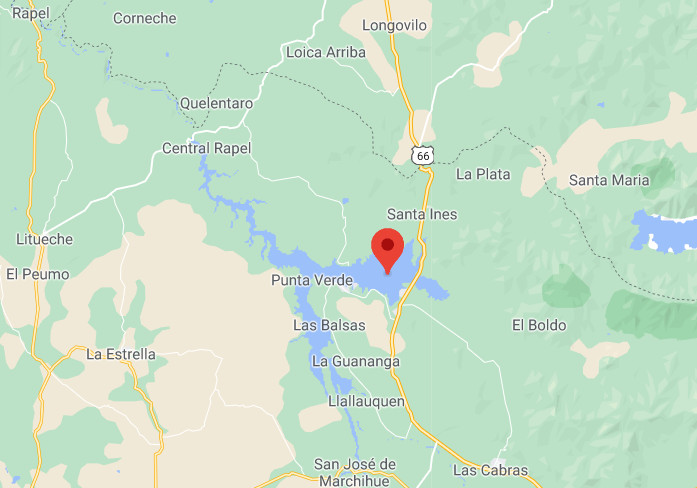 Rapel
Corneche
Longovilo
Loica Arriba
Quelentaro
Central Rapel
66
La Plata
Santa Maria
Santa Ines
Litueche
El Peumo
Punta Verde
Las Balsas
El Boldo
La Estrella
La Guananga
Llallauquen
San José de
Marchihue
Las Cabras